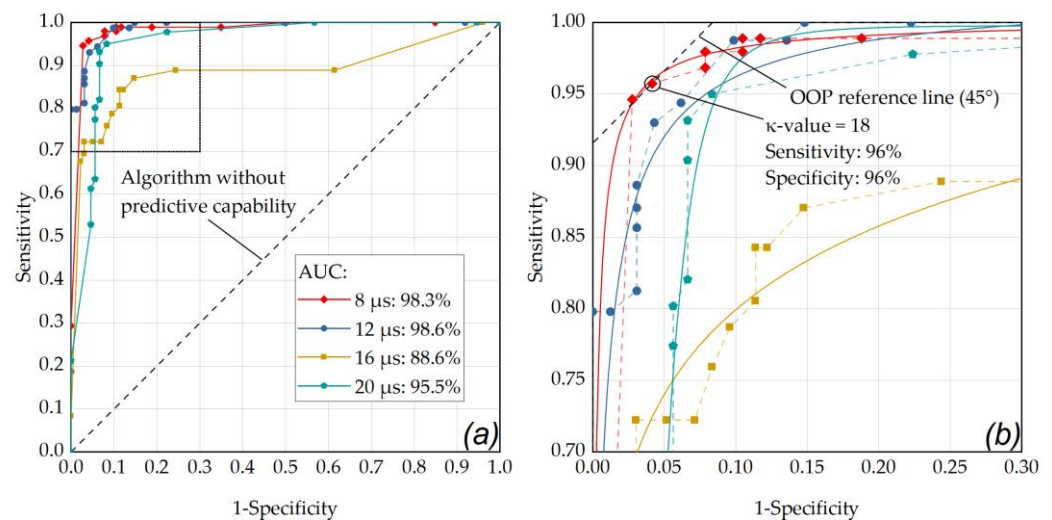 1.0
0.9
0.8
0.7
0.6
0.5
0.4
0.3
0.2
0.1
0.0
Sensitivity
Algorithm without
predictive capability
AUC:
8 µs: 98.3%
12 µs: 98.6%
16 µs: 88.6%
20 µs: 95.5%
(a)
0.0 0.1 0.2 0.3 0.4 0.5 0.6 0.7 0.8 0.9 1.0
1-Specificity
1.00
0.95
0.90
0.85
0.80
0.75
0.70
Sensitivity
OOP reference line (45°)
κ-value = 18
Sensitivity: 96%
Specificity: 96%
(b)
0.00 0.05 0.10 0.15 0.20 0.25 0.30
1-Specificity